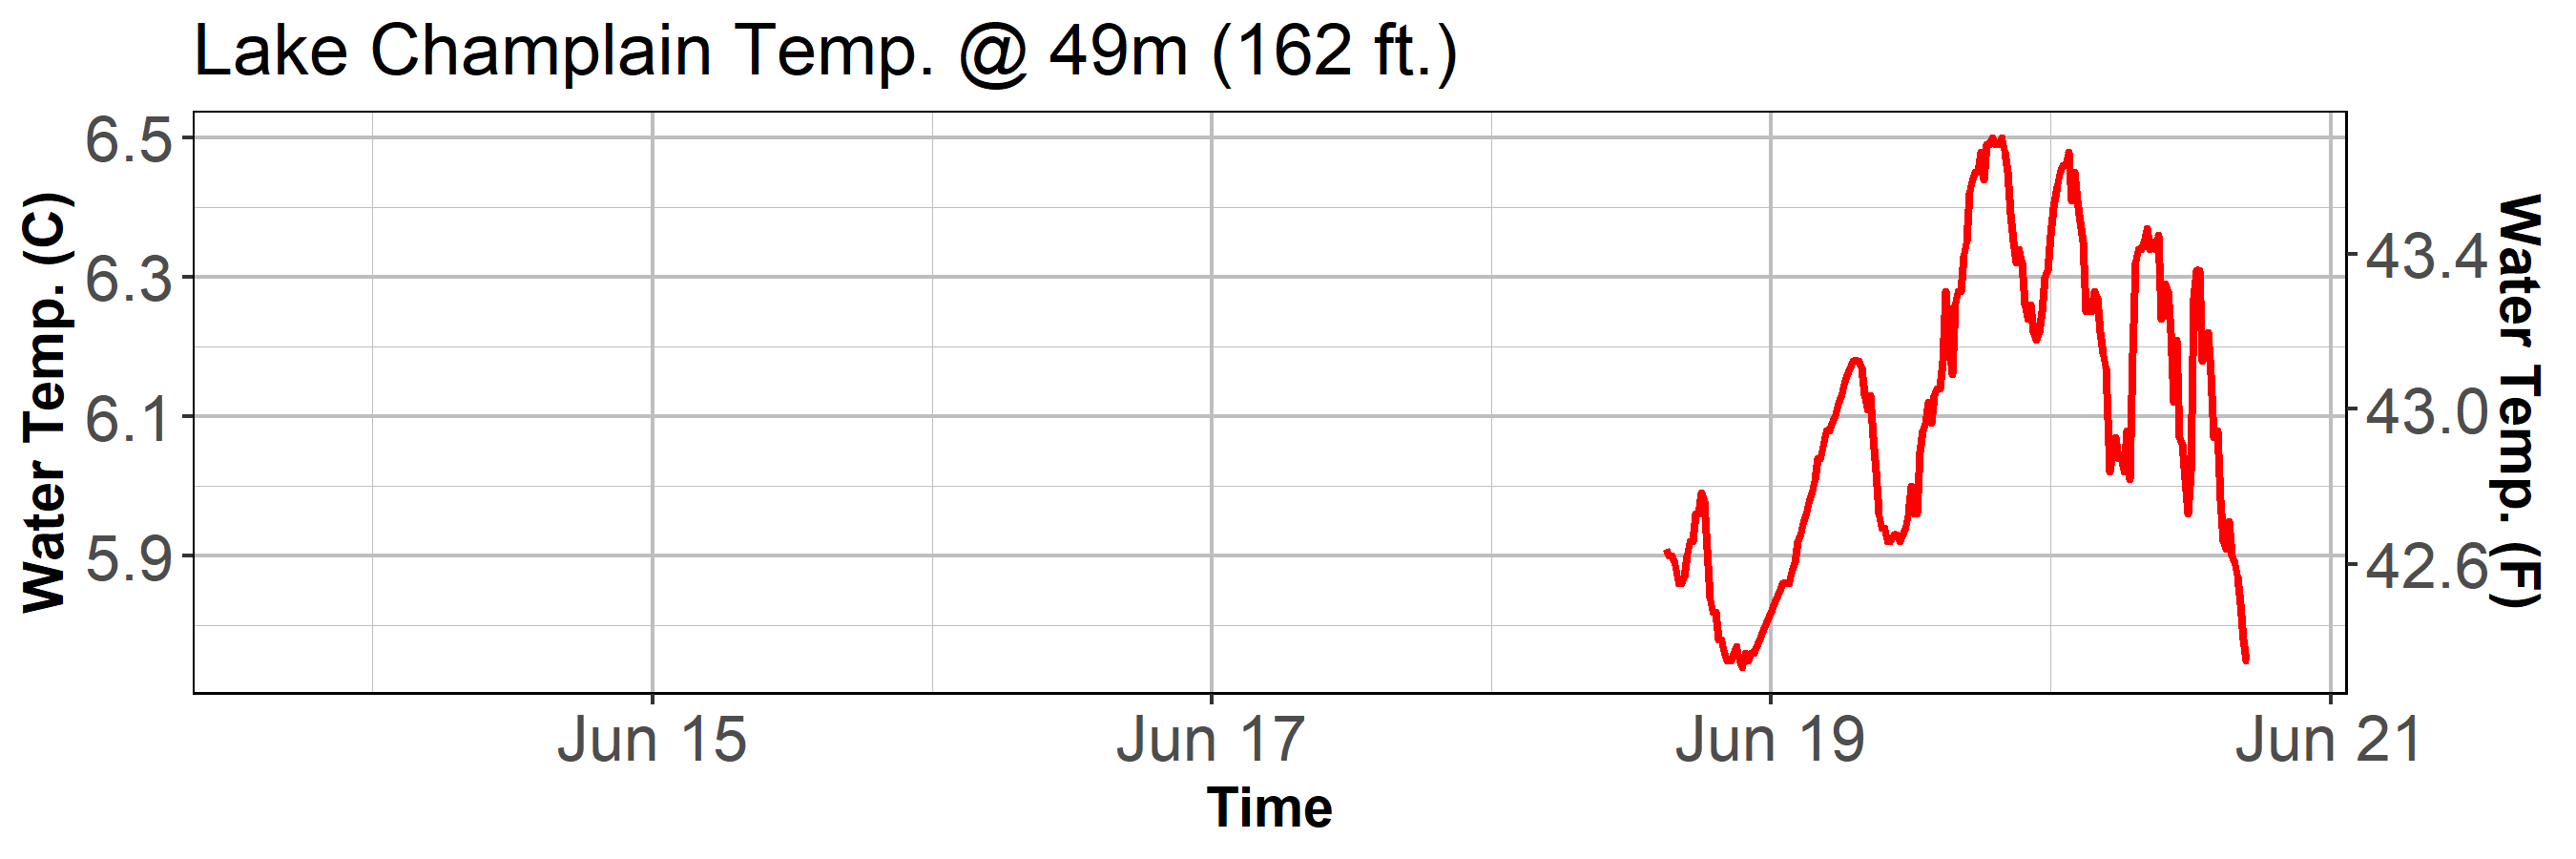 Lake Champlain Temp. @ 49m (162 ft.)
Water Temp. (C)
6.5
6.3
6.1
5.9
43.4
43.0
42.6
Water Temp. (F)
Jun 15 Jun 17 Jun 19 Jun 21
Time